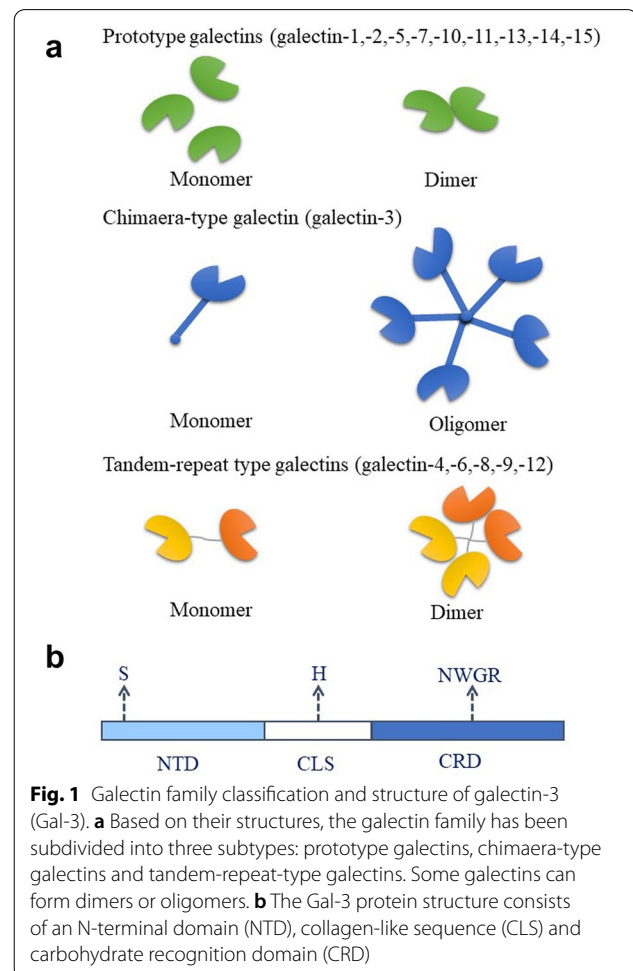 a
Prototype galectins (galectin-1,-2,-5,-7,-10,-11,-13,-14,-15)
Monomer Dimer
Chimaera-type galectin (galectin-3)
Monomer Oligomer
Tandem-repeat type galectins (galectin-4,-6,-8,-9,-12)
Monomer Dimer
b
S H NWGR
NTD CLS CRD
Fig. 1 Galectin family classification and structure of galectin-3
(Gal-3). a Based on their structures, the galectin family has been
subdivided into three subtypes: prototype galectins, chimaera-type
galectins and tandem-repeat-type galectins. Some galectins can
form dimers or oligomers. b The Gal-3 protein structure consists
of an N-terminal domain (NTD), collagen-like sequence (CLS) and
carbohydrate recognition domain (CRD)